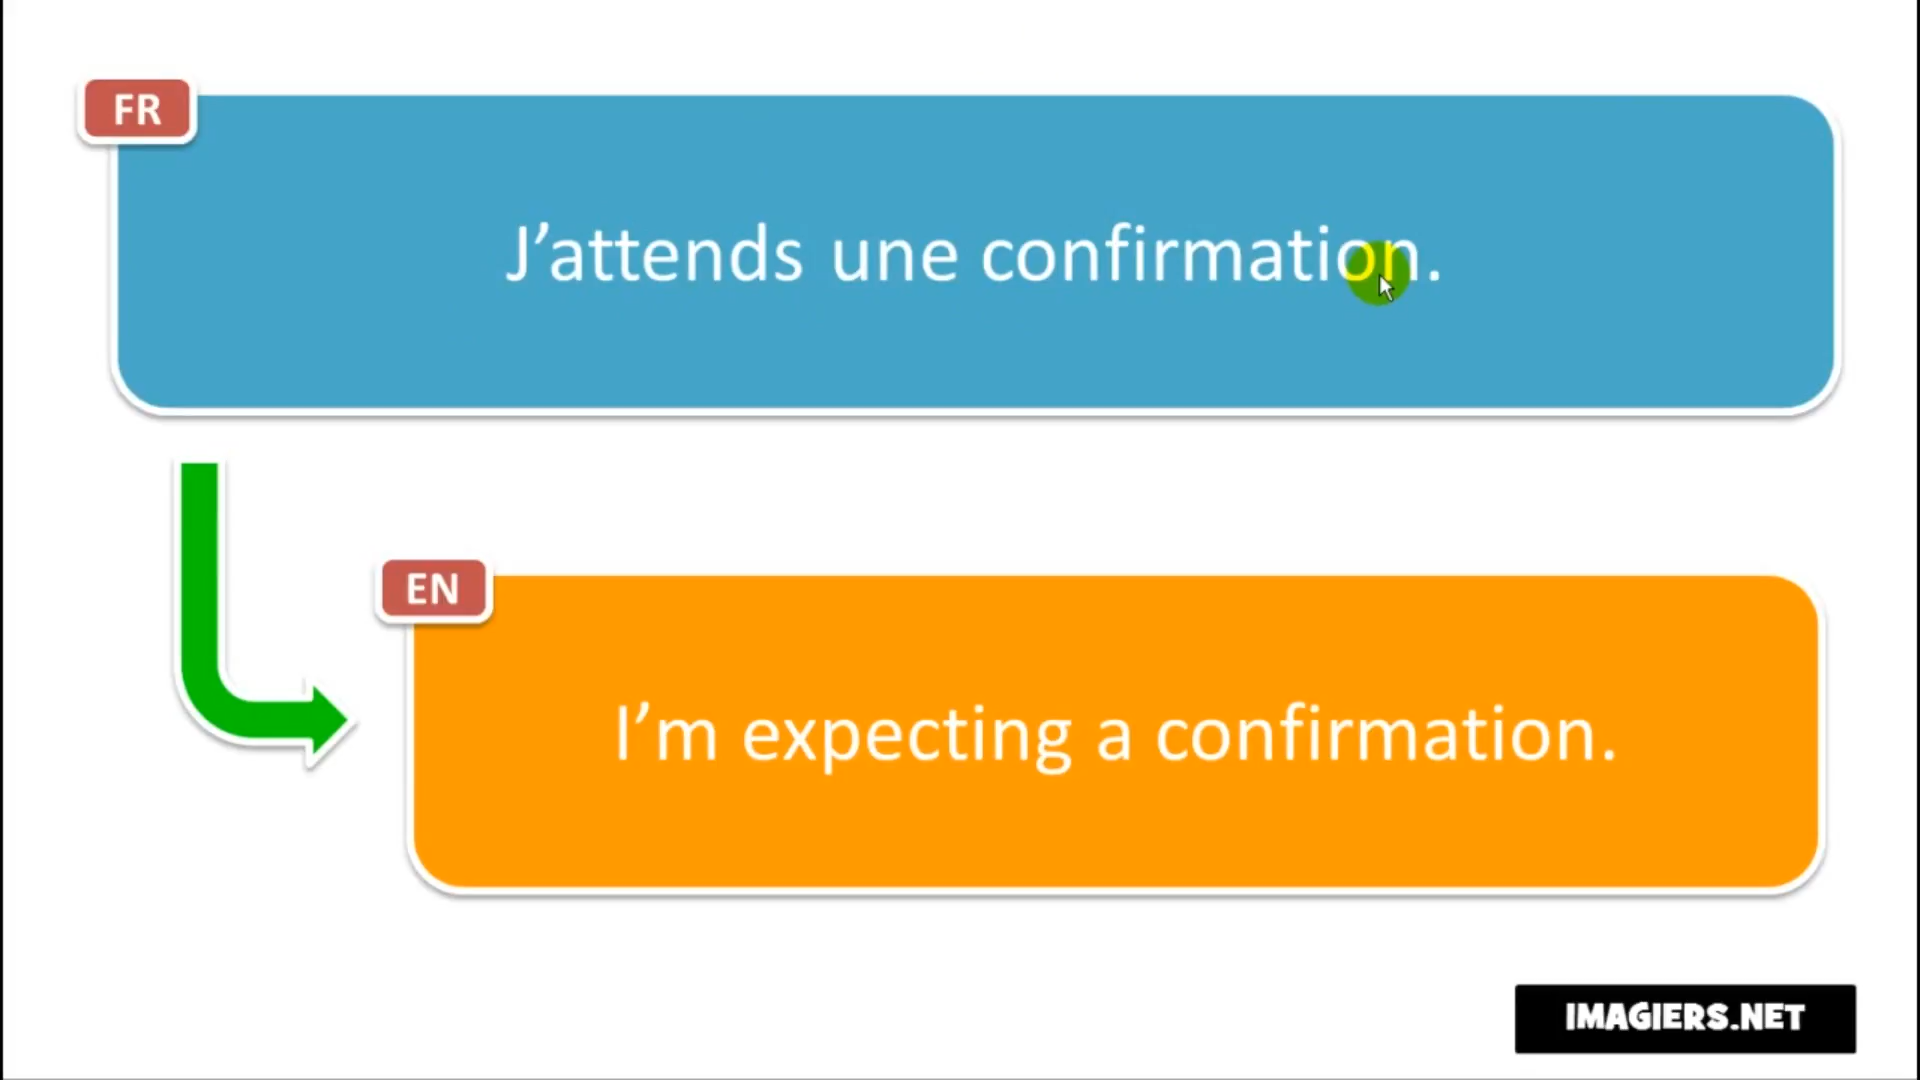 FR
J’attends une confirmation.
EN
I’m expecting a confirmation.
IMAGIERS.NET